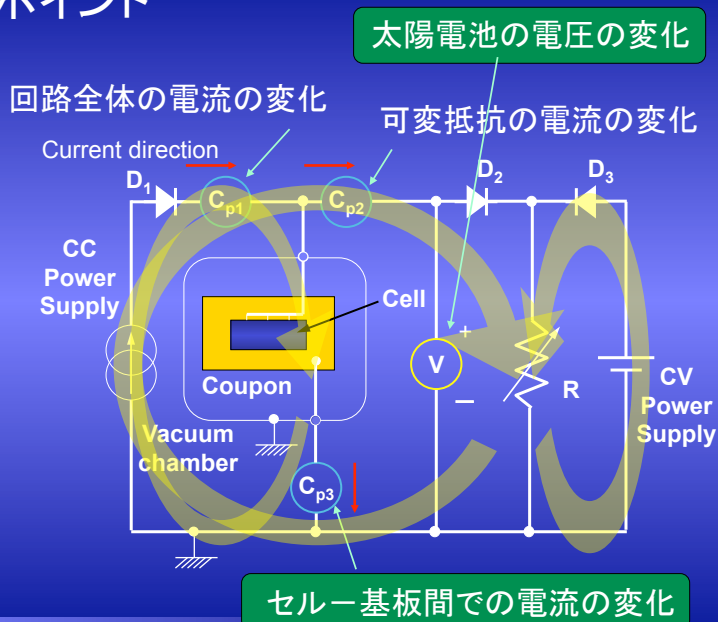 ポイント
太陽電池の電圧の変化
回路全体の電流の変化
可変抵抗の電流の変化
Current direction
D1
Cp1
Cp2
D2
D3
CC
Power
Supply
Cell
Coupon
V
+
−
R
CV
Power
Supply
Vacuum
chamber
Cp3
セルー基板間での電流の変化